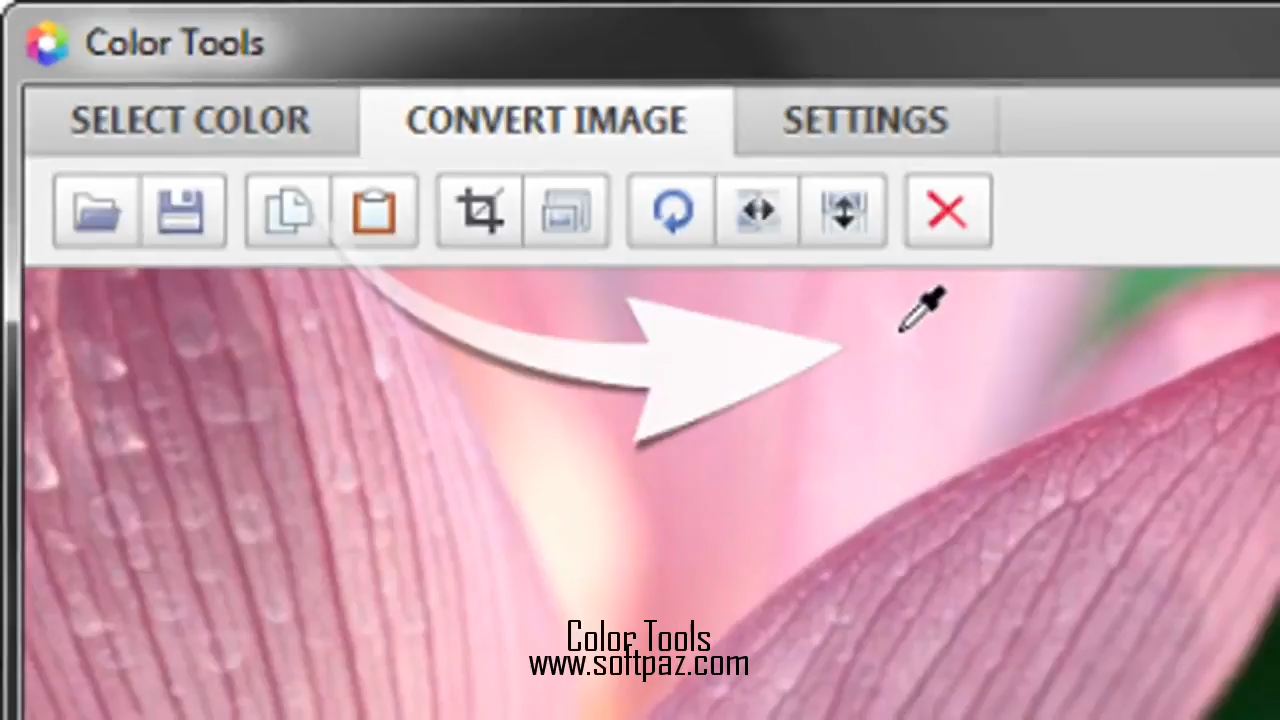 Color Tools
SELECT COLOR
CONVERT IMAGE
SETTINGS
Color Tools
www.softpaz.com